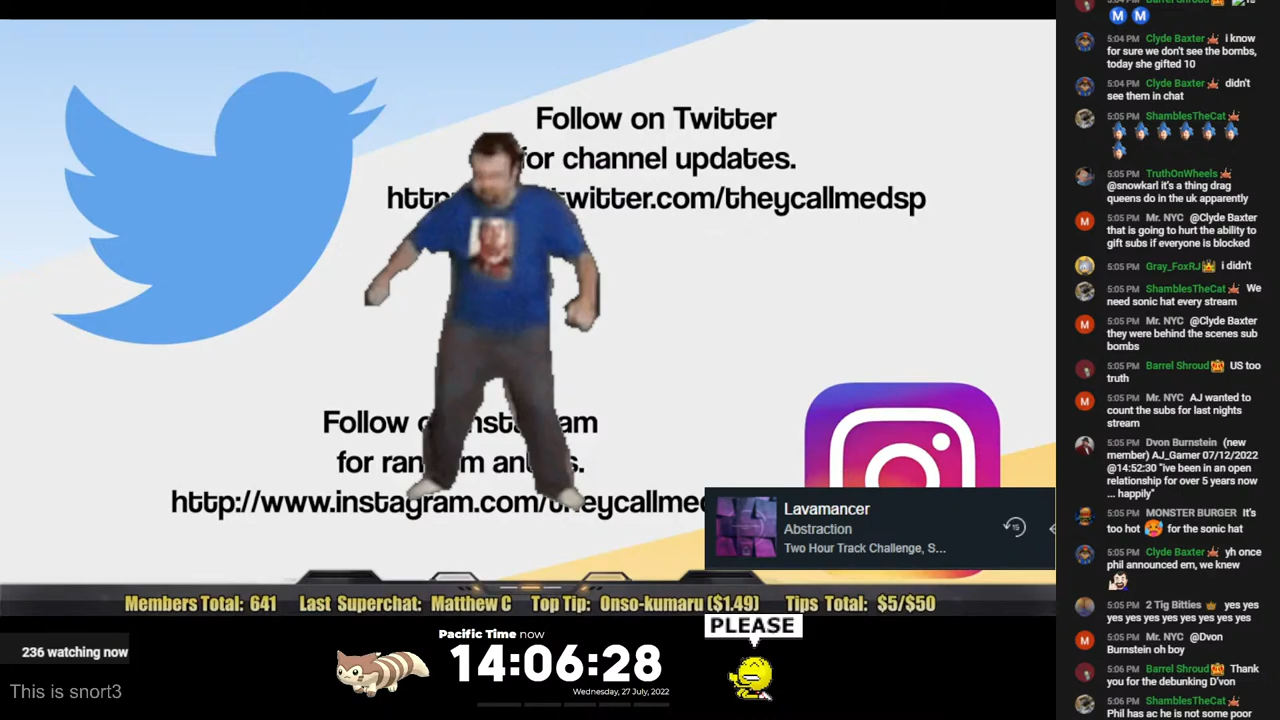 Follow on Twitter
for channel updates.
twitter.com/theycallmedsp
Follow on Instagram
for random antics.
http://www.instagram.com/theycallmed
Lavamancer
Abstraction
Two Hour Track Challenge, S...
15
Members Total: 641 Last Superchat: Matthew C Top Tip: Onso-kumaru ($1.49) Tips Total: $5/$50
PLEASE
236 watching now
Pacific Time now
14:06:28
Wednesday, 27 July, 2022
This is snort3
5:04 PM Barrel Shroud
M M
5:04 PM Clyde Baxter i know
for sure we don't see the bombs,
today she gifted 10
5:04 PM Clyde Baxter didn't
see them in chat
5:05 PM ShamblesTheCat
5:05 PM TruthOnWheels
@snowkarl it's a thing drag
queens do in the uk apparently
M 5:05 PM Mr. NYC @Clyde Baxter
that is going to hurt the ability to
gift subs if everyone is blocked
5:05 PM Gray_FoxRJ i didn't
5:05 PM ShamblesTheCat We
need sonic hat every stream
M 5:05 PM Mr. NYC @Clyde Baxter
they were behind the scenes sub
bombs
5:05 PM Barrel Shroud US too
truth
M 5:05 PM Mr. NYC AJ wanted to
count the subs for last nights
stream
5:05 PM Dvon Burnstein (new
member) AJ_Gamer 07/12/2022
@14:52:30 "ive been in an open
relationship for over 5 years now
... happily"
5:05 PM MONSTER BURGER It's
too hot for the sonic hat
5:05 PM Clyde Baxter yh once
phil announced em, we knew
5:05 PM 2 Tig Bitties yes yes
yes yes yes yes yes yes yes
M 5:05 PM Mr. NYC @Dvon
Burnstein oh boy
5:06 PM Barrel Shroud Thank
you for the debunking D'von
5:06 PM ShamblesTheCat
Phil has ac he is not some poor